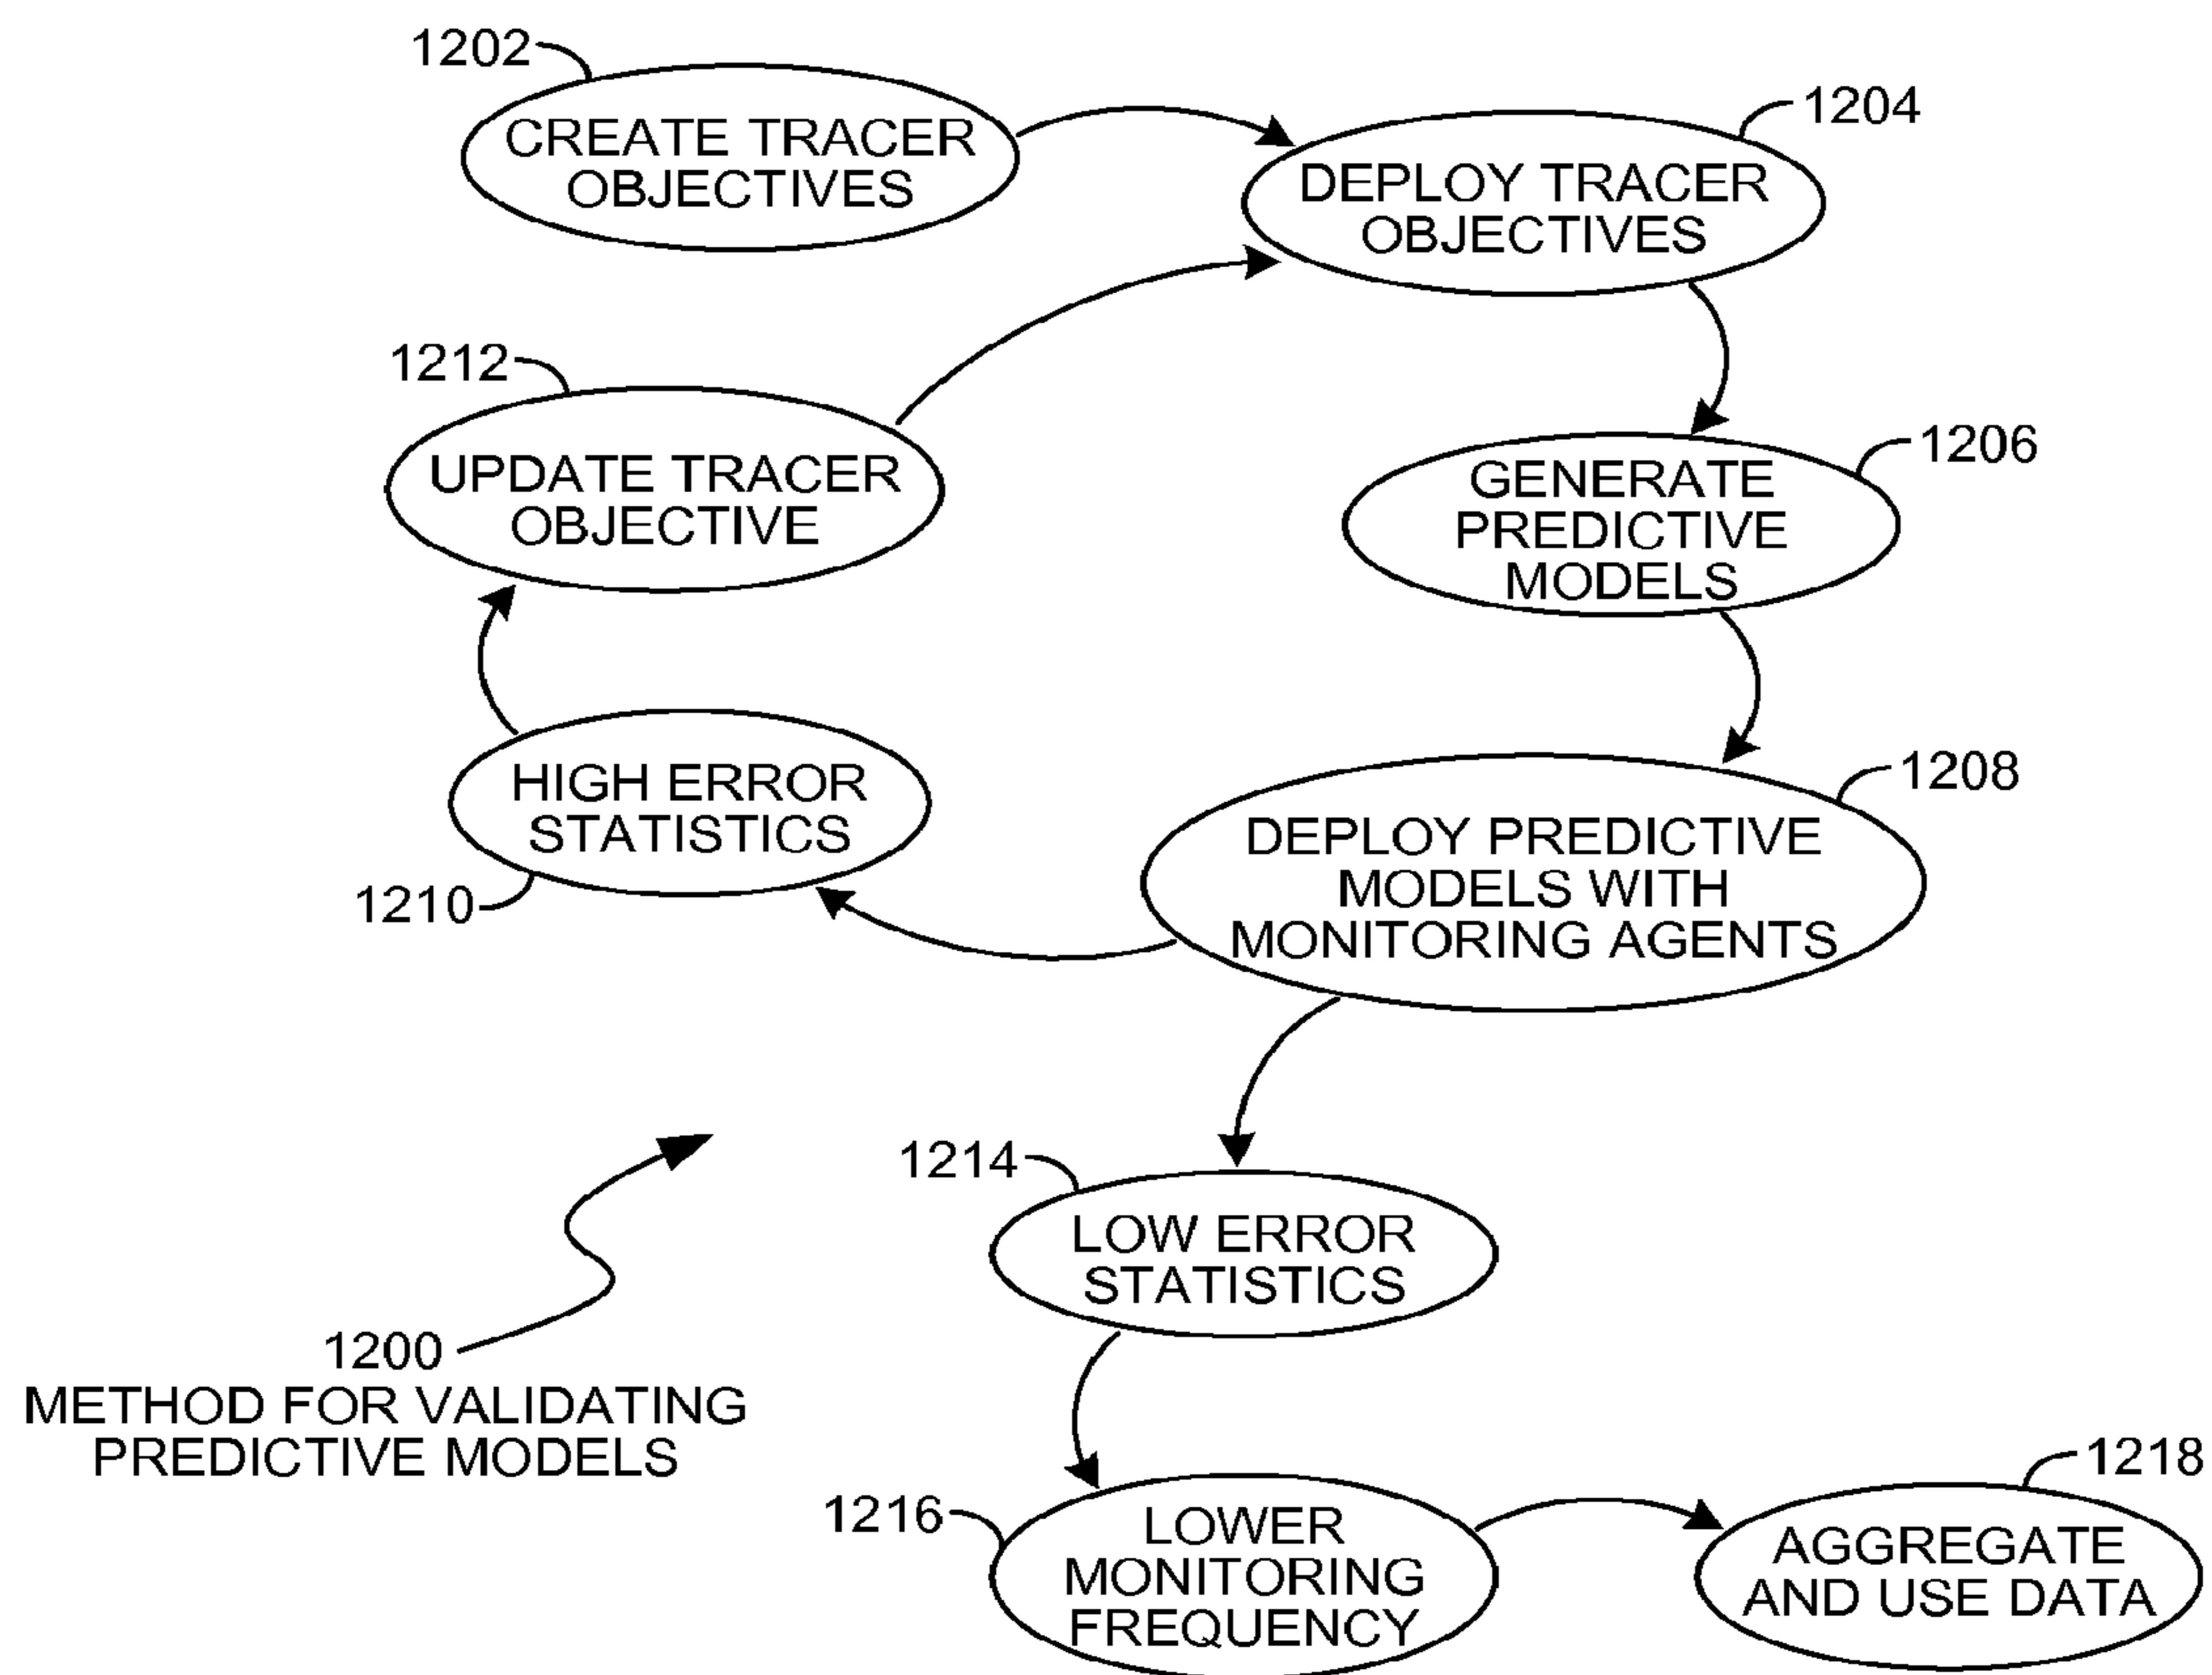 1202
CREATE TRACER
OBJECTIVES
1204
DEPLOY TRACER
OBJECTIVES
1212
UPDATE TRACER
OBJECTIVE
1206
GENERATE
PREDICTIVE
MODELS
HIGH ERROR
STATISTICS
1210
1208
DEPLOY PREDICTIVE
MODELS WITH
MONITORING AGENTS
1214
LOW ERROR
STATISTICS
1200
METHOD FOR VALIDATING
PREDICTIVE MODELS
1216
LOWER
MONITORING
FREQUENCY
1218
AGGREGATE
AND USE DATA